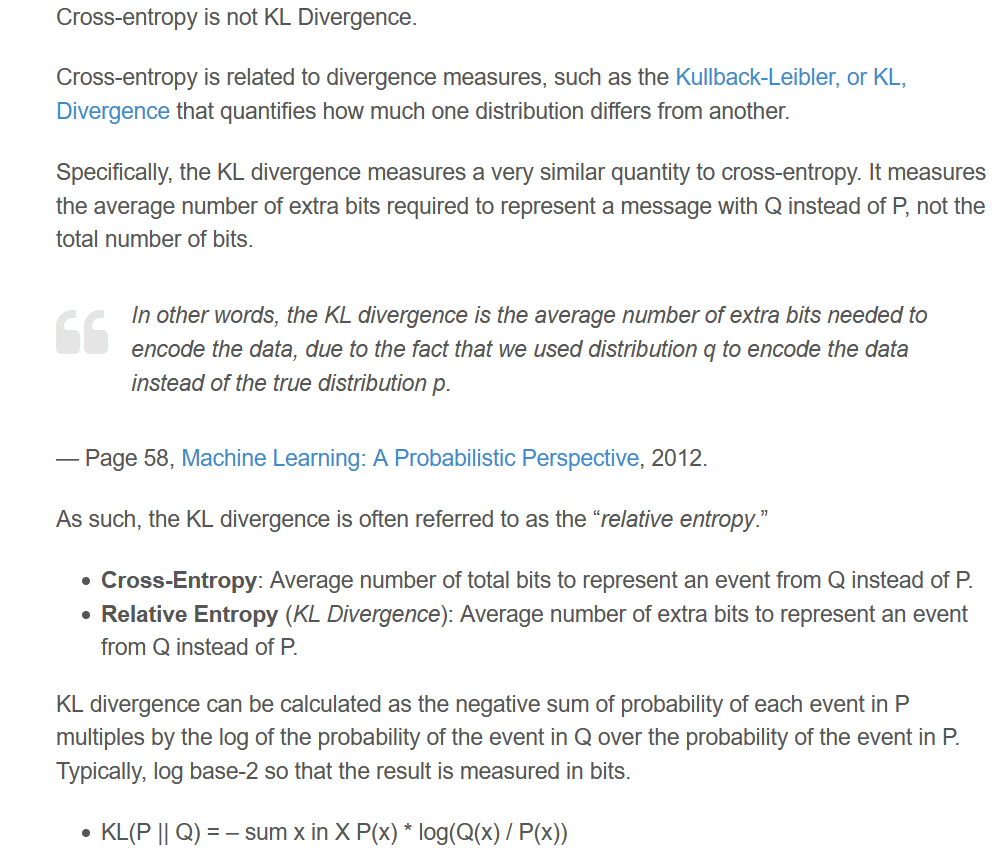 Cross-entropy is not KL Divergence.
Cross-entropy is related to divergence measures, such as the Kullback-Leibler, or KL,
Divergence that quantifies how much one distribution differs from another.
Specifically, the KL divergence measures a very similar quantity to cross-entropy. It measures
the average number of extra bits required to represent a message with Q instead of P, not the
total number of bits.
In other words, the KL divergence is the average number of extra bits needed to
encode the data, due to the fact that we used distribution q to encode the data
instead of the true distribution p.
— Page 58, Machine Learning: A Probabilistic Perspective, 2012.
As such, the KL divergence is often referred to as the “relative entropy.”
• Cross-Entropy: Average number of total bits to represent an event from Q instead of P.
• Relative Entropy (KL Divergence): Average number of extra bits to represent an event
from Q instead of P.
KL divergence can be calculated as the negative sum of probability of each event in P
multiples by the log of the probability of the event in Q over the probability of the event in P.
Typically, log base-2 so that the result is measured in bits.
• KL(P || Q) = – sum x in X P(x) * log(Q(x) / P(x))